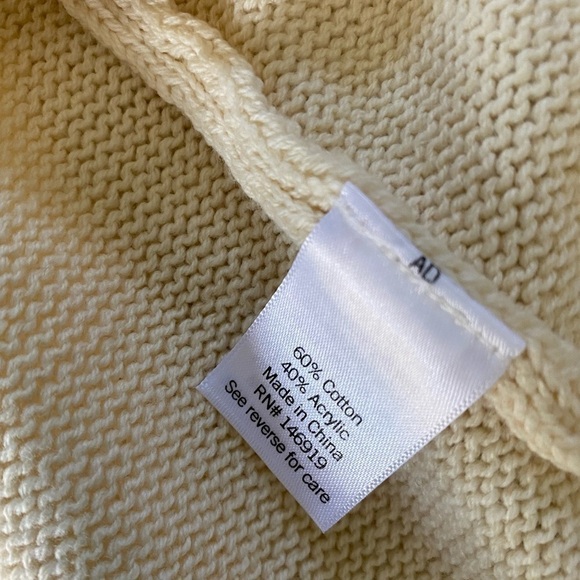 AD
60% Cotton
40% Acrylic
Made in China
RN# 146919
See reverse for care